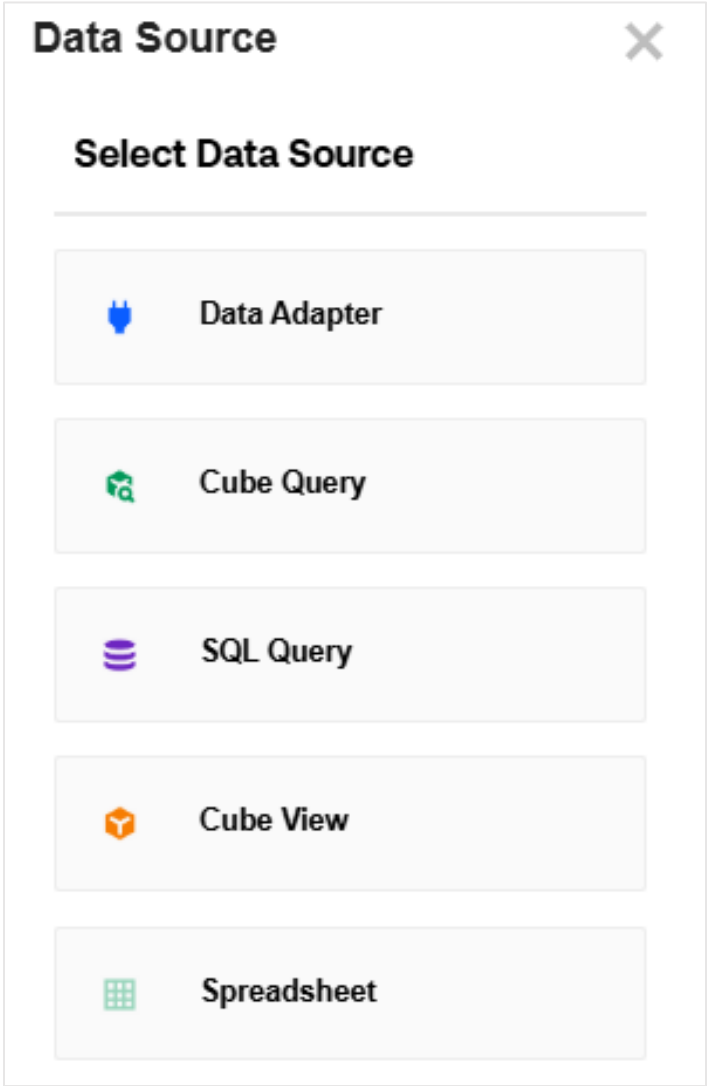 Data Source
Select Data Source
Data Adapter
Cube Query
SQL Query
Cube View
Spreadsheet